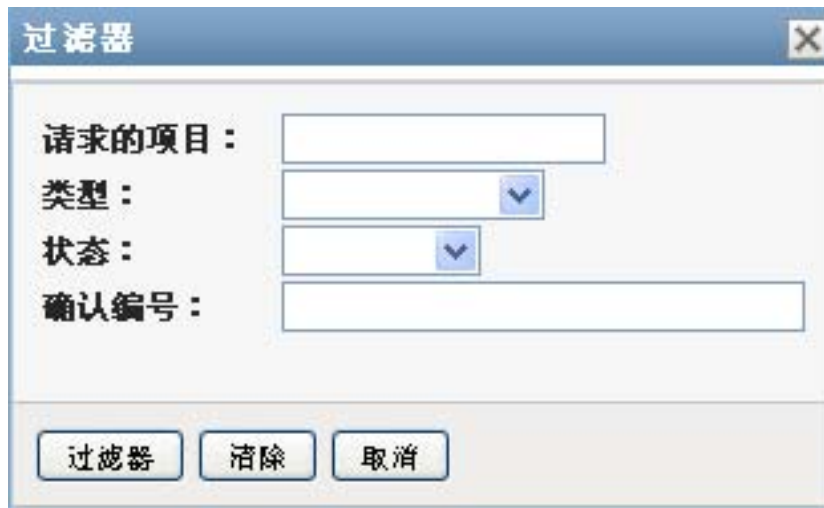 过滤器
请求的项目：
类型：
状态：
确认编号：
过滤器 清除 取消